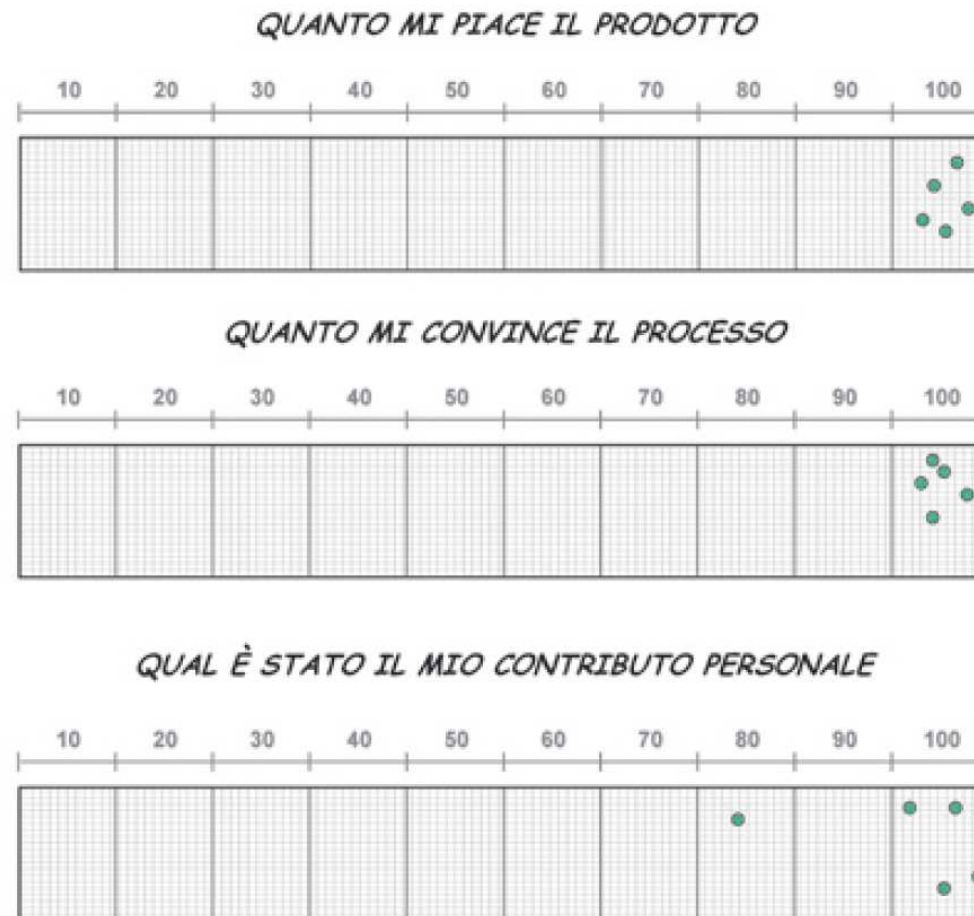 QUANTO MI PIACE IL PRODOTTO
10 20 30 40 50 60 70 80 90 100
QUANTO MI CONVINCE IL PROCESSO
10 20 30 40 50 60 70 80 90 100
QUAL È STATO IL MIO CONTRIBUTO PERSONALE
10 20 30 40 50 60 70 80 90 100